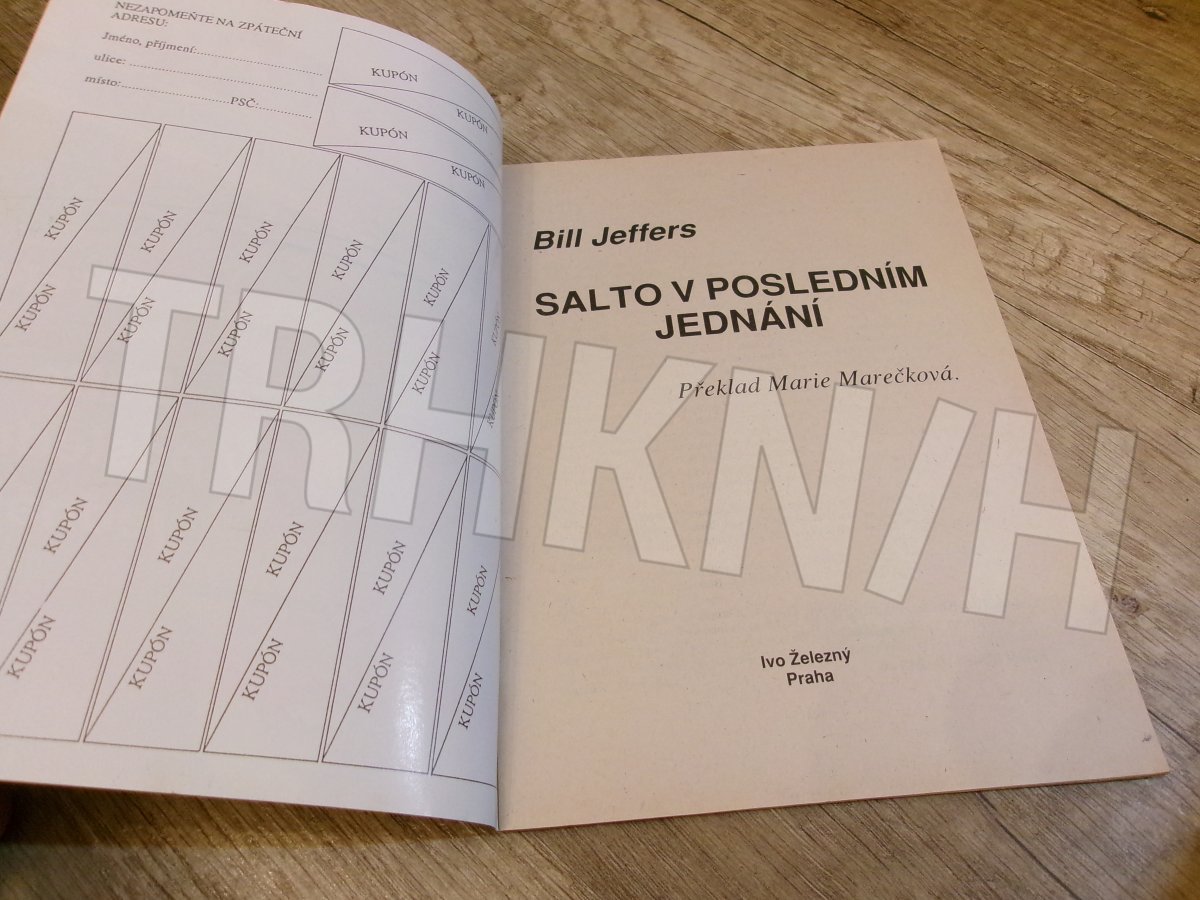 NEZAPOMEŇTE NA ZPÁTEČNÍ
ADRESU:
Jméno, příjmení:
ulice:
místo: PSČ:
KUPÓN
KUPÓN
KUPÓN
KUPÓN
KUPÓN KUPÓN KUPÓN KUPÓN KUPÓN
KUPÓN KUPÓN KUPÓN KUPÓN KUPÓN
KUPÓN KUPÓN KUPÓN KUPÓN KUPÓN
KUPÓN KUPÓN KUPÓN KUPÓN KUPÓN
Bill Jeffers
SALTO V POSLEDNÍM
JEDNÁNÍ
Překlad Marie Marečková.
Ivo Železný
Praha
TRHKN/H